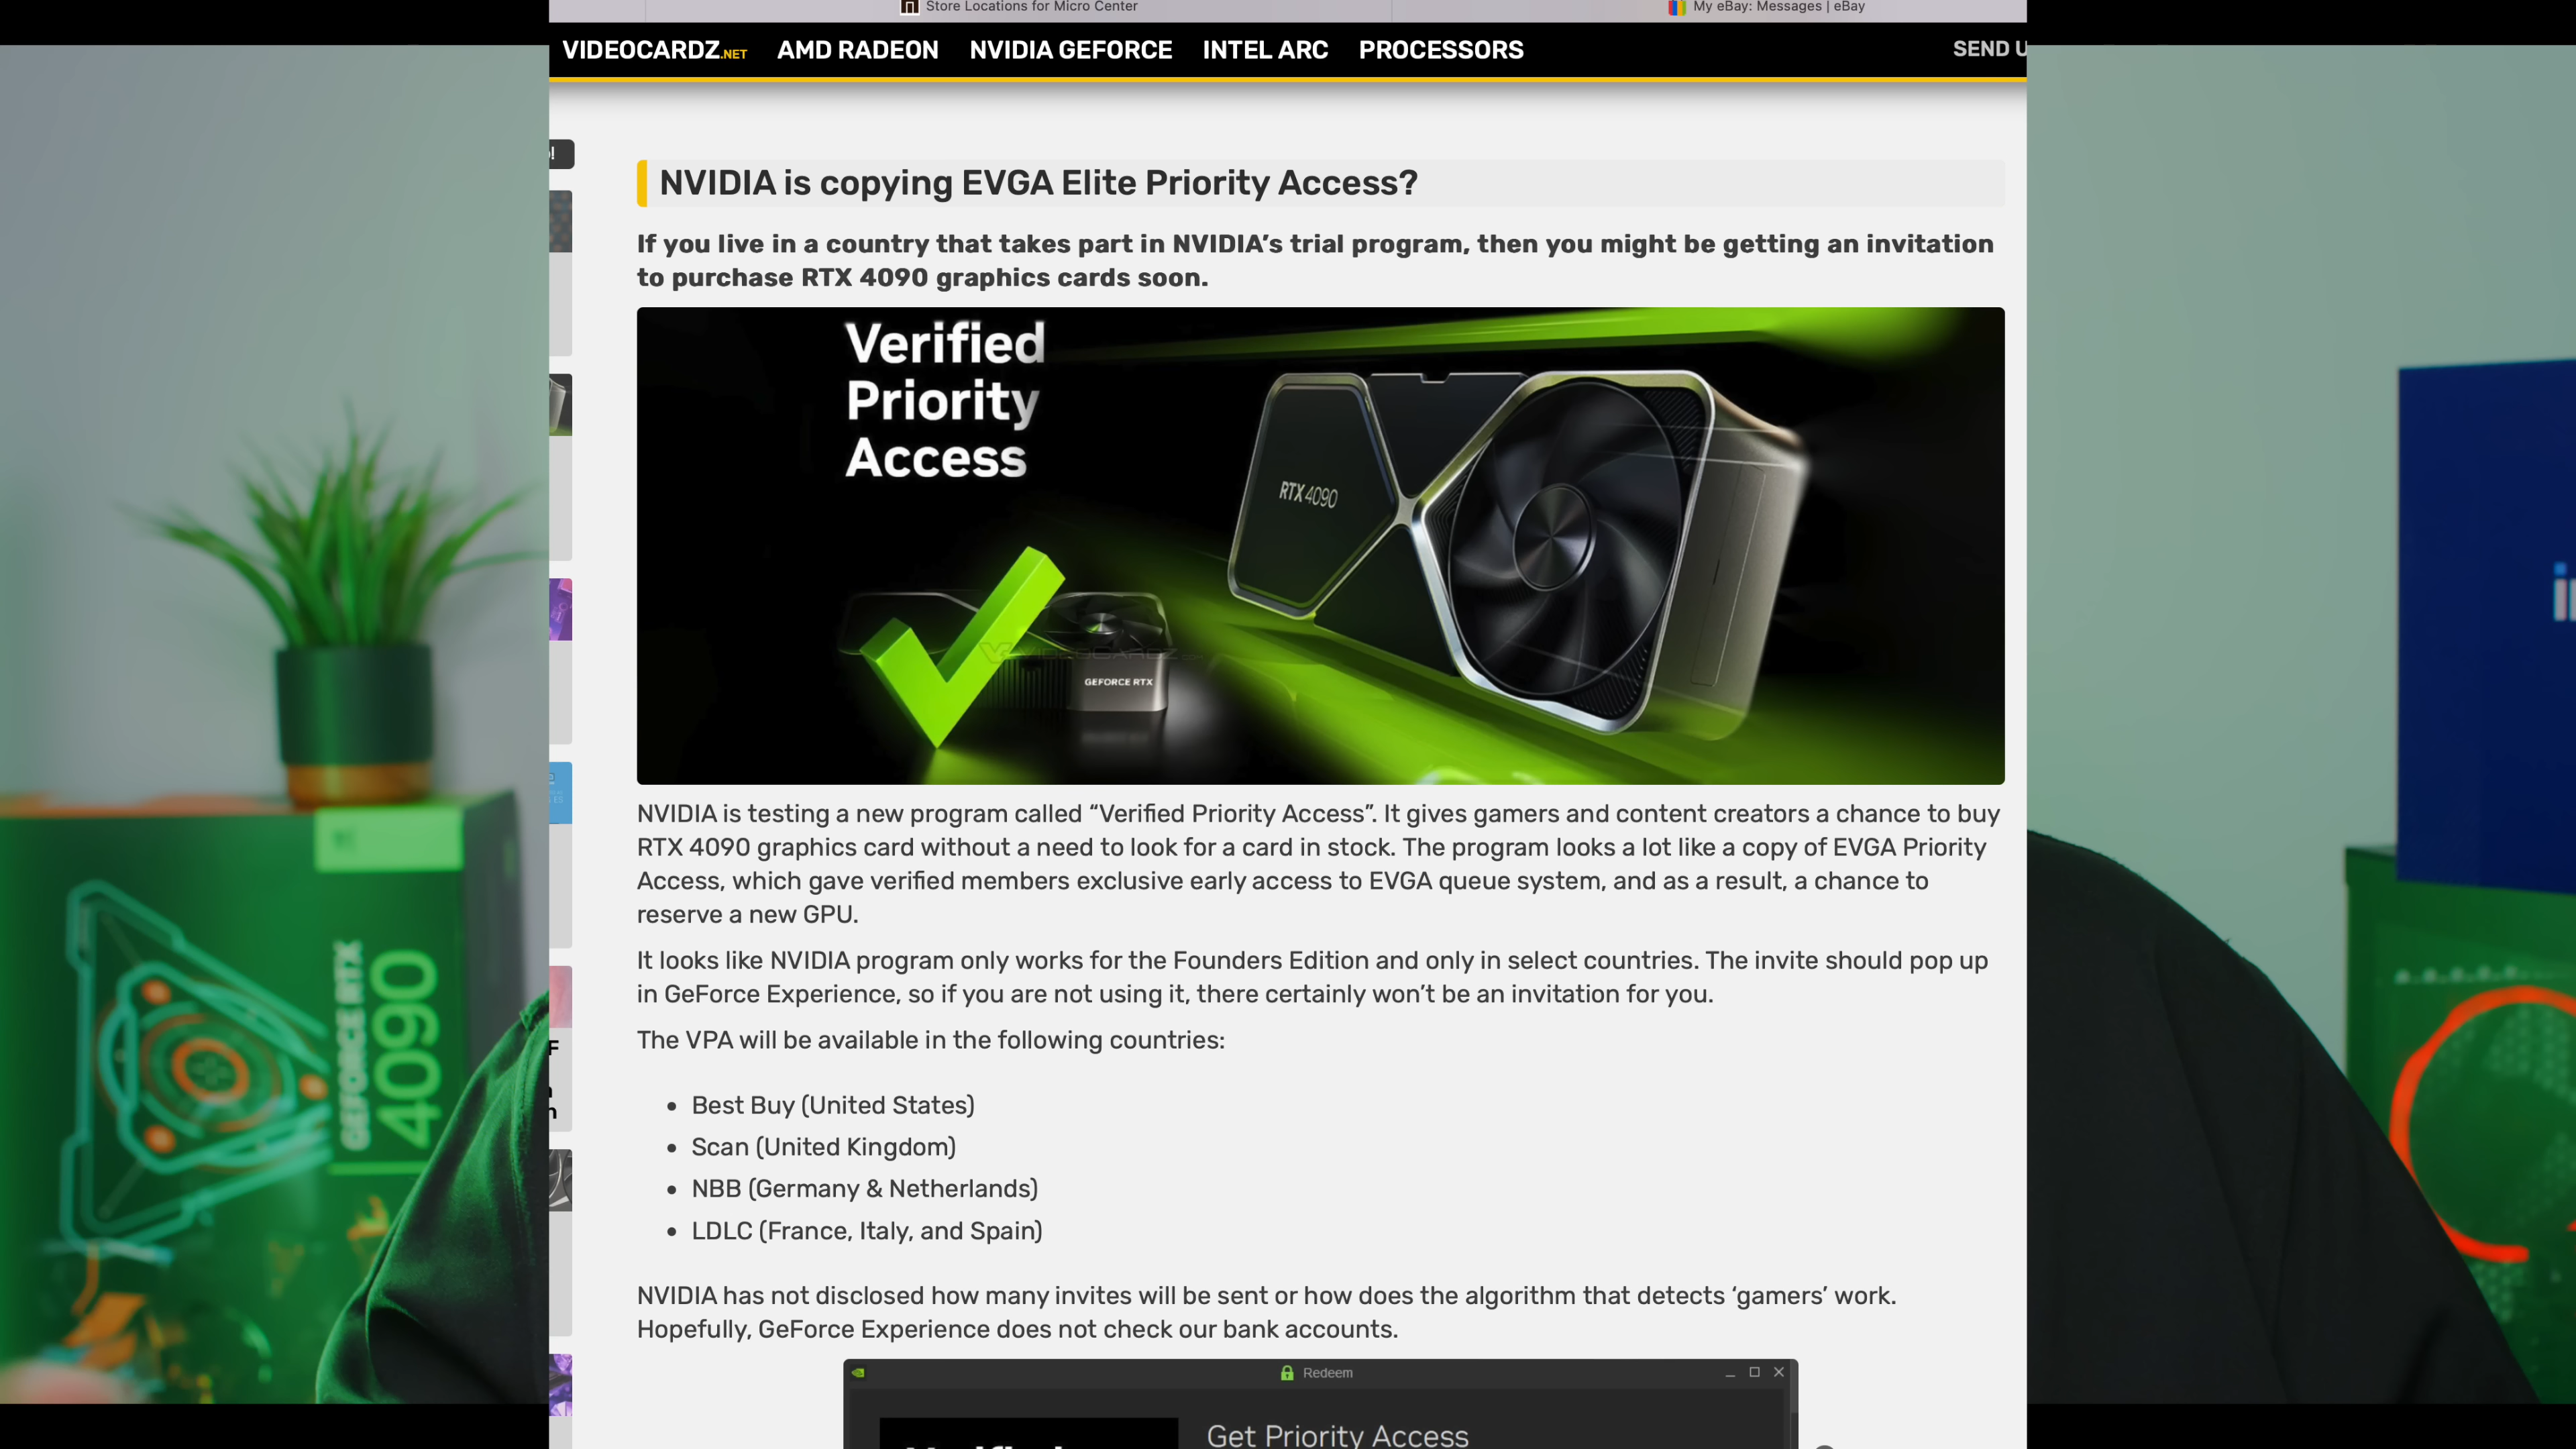 Store Locations for Micro Center
My eBay: Messages | eBay
VIDEOCARDZ.NET
AMD RADEON
NVIDIA GEFORCE
INTEL ARC
PROCESSORS
SEND U
NVIDIA is copying EVGA Elite Priority Access?
If you live in a country that takes part in NVIDIA's trial program, then you might be getting an invitation
to purchase RTX 4090 graphics cards soon.
Verified
Priority
Access
RTX 4090
VIDEOCARDZ
GEFORCE RTX
NVIDIA is testing a new program called “Verified Priority Access”. It gives gamers and content creators a chance to buy
RTX 4090 graphics card without a need to look for a card in stock. The program looks a lot like a copy of EVGA Priority
Access, which gave verified members exclusive early access to EVGA queue system, and as a result, a chance to
reserve a new GPU.
It looks like NVIDIA program only works for the Founders Edition and only in select countries. The invite should pop up
in GeForce Experience, so if you are not using it, there certainly won’t be an invitation for you.
The VPA will be available in the following countries:
• Best Buy (United States)
• Scan (United Kingdom)
• NBB (Germany & Netherlands)
• LDLC (France, Italy, and Spain)
NVIDIA has not disclosed how many invites will be sent or how does the algorithm that detects ‘gamers’ work.
Hopefully, GeForce Experience does not check our bank accounts.
Redeem
Get Priority Access
GEFORCE RTX
4090